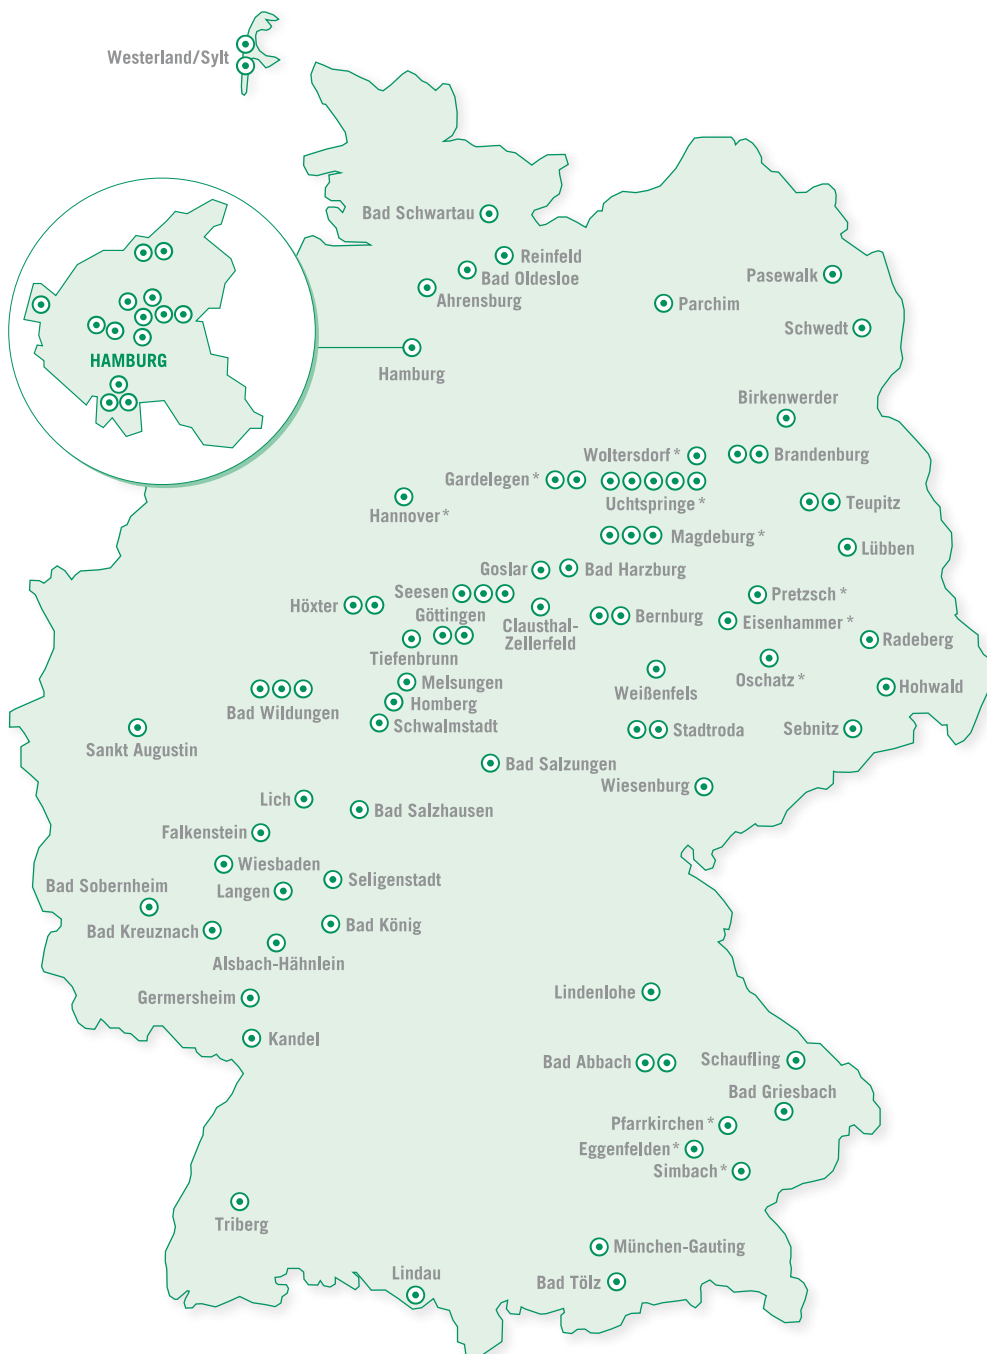 Westerland/Sylt
Bad Schwartau
Reinfeld
Bad Oldesloe
Ahrensburg
Pasewalk
Parchim
Schwedt
HAMBURG
Hamburg
Birkenwerder
Woltersdorf *
Brandenburg
Gardelegen *
Uchtspringe *
Teupitz
Hannover *
Magdeburg *
Lübben
Goslar
Bad Harzburg
Seesen
Pretzsch *
Höxter
Göttingen
Clausthal-
Zellerfeld
Bernburg
Eisenhammer *
Radeberg
Tiefenbrunn
Oschatz *
Melsungen
Weißenfels
Hohwald
Homberg
Bad Wildungen
Schwalmstadt
Stadtroda
Sebnitz
Sankt Augustin
Bad Salzungen
Wiesenburg
Lich
Bad Salzhausen
Falkenstein
Wiesbaden
Seligenstadt
Bad Sobernheim
Langen
Bad König
Bad Kreuznach
Alsbach-Hähnlein
Lindenlohe
Germersheim
Kandel
Bad Abbach
Schaufling
Bad Griesbach
Pfarrkirchen *
Eggenfelden *
Simbach *
Triberg
München-Gauting
Lindau
Bad Tölz